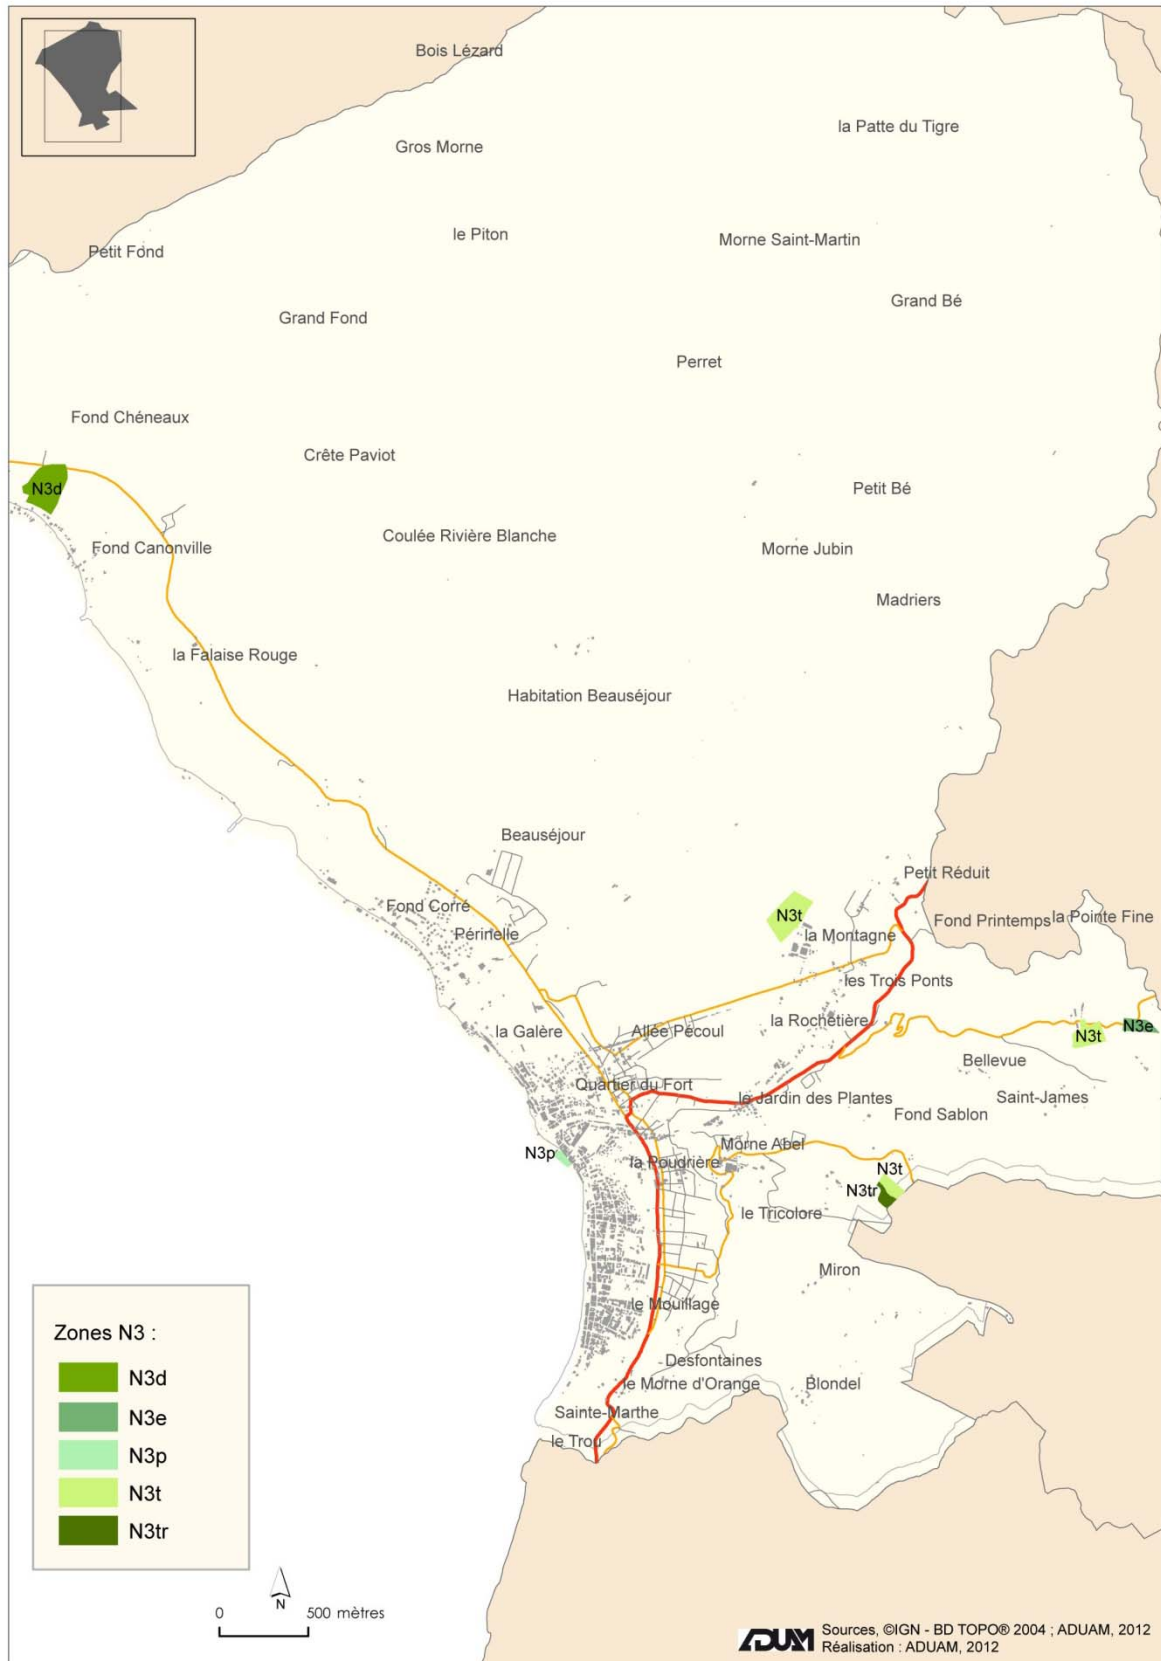 Bois Lézard
la Patte du Tigre
Gros Morne
le Piton
Morne Saint-Martin
Petit Fond
Grand Bé
Grand Fond
Perret
Fond Chéneaux
Crête Paviot
N3d
Petit Bé
Coulée Rivière Blanche
Fond Canonville
Morne Jubin
Madriers
la Falaise Rouge
Habitation Beauséjour
Beauséjour
Petit Réduit
Fond Corré
N3t
Fond Printemps
la Pointe Fine
Périnelle
la Montagne
les Trois Ponts
la Galère
Allée Pécoul
la Rochetière
N3e
N3t
Bellevue
Quartier du Fort
le Jardin des Plantes
Saint-James
Fond Sablon
Morne Abel
N3p
la Poudrière
N3t
N3tr
le Tricolore
Miron
le Mouillage
Desfontaines
le Morne d'Orange
Blondel
Sainte-Marthe
le Trou
Zones N3 :
N3d
N3e
N3p
N3t
N3tr
N
0 500 mètres
ADUAM
Sources, ©IGN - BD TOPO® 2004 ; ADUAM, 2012
Réalisation : ADUAM, 2012